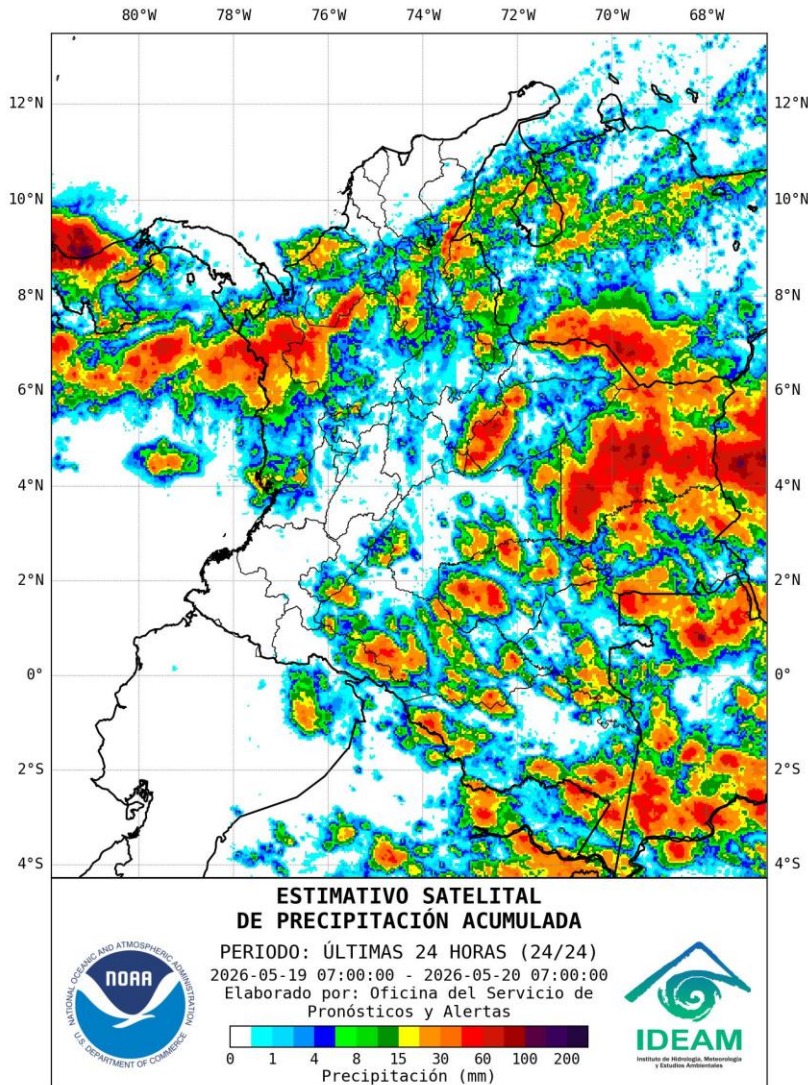 80°W 78°W 76°W 74°W 72°W 70°W 68°W
12°N 12°N
10°N 10°N
8°N 8°N
6°N 6°N
4°N 4°N
2°N 2°N
0° 0°
2°S 2°S
4°S 4°S
ESTIMATIVO SATELITAL
DE PRECIPITACIÓN ACUMULADA
PERIODO: ÚLTIMAS 24 HORAS (24/24)
2026-05-19 07:00:00 - 2026-05-20 07:00:00
Elaborado por: Oficina del Servicio de
Pronósticos y Alertas
0 1 4 8 15 30 60 100 200
Precipitación (mm)
NATIONAL OCEANIC AND ATMOSPHERIC ADMINISTRATION
NOAA
U.S. DEPARTMENT OF COMMERCE
IDEAM
Instituto de Hidrología, Meteorología
y Estudios Ambientales